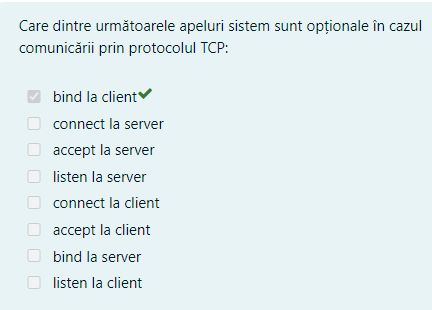 Care dintre următoarele apeluri sistem sunt opționale în cazul
comunicării prin protocolul TCP:
bind la client
connect la server
accept la server
listen la server
connect la client
accept la client
bind la server
listen la client